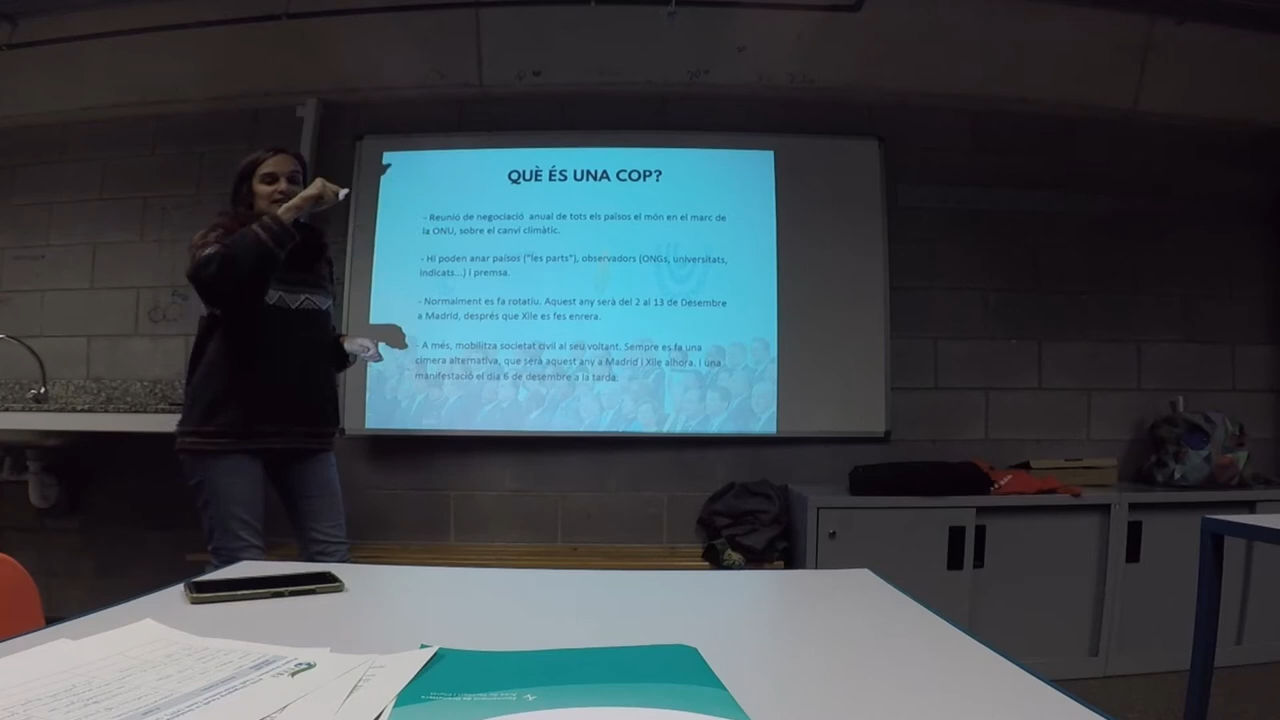 QUÈ ÉS UNA COP?
- Reunió de negociació anual de tots els països el món en el marc de
la ONU, sobre el canvi climàtic.
- Hi poden anar països ("les parts"), observadors (ONGs, universitats,
indicats...) i premsa.
- Normalment es fa rotatiu. Aquest any serà del 2 al 13 de Desembre
a Madrid, després que Xile es fes enrera.
- A més, mobilitza societat civil al seu voltant. Sempre es fa una
cimera alternativa, que serà aquest any a Madrid i Xile alhora. I una
manifestació el dia 6 de desembre a la tarda.